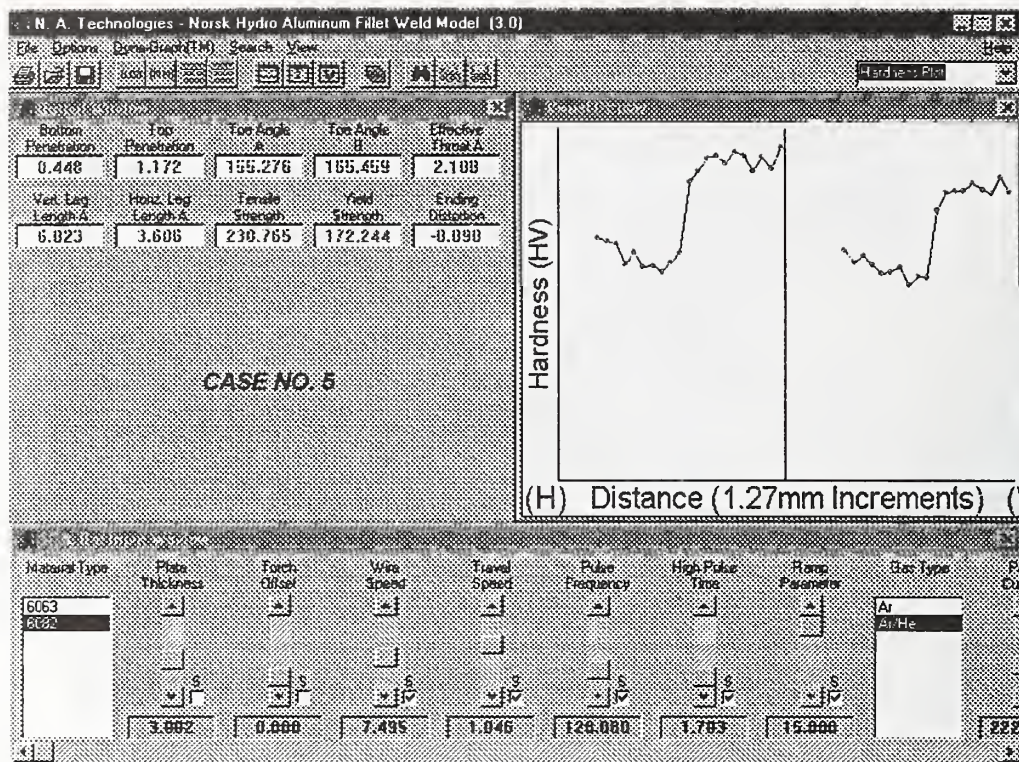 N. A. Technologies - Norsk Hydro Aluminum Fillet Weld Model (3.0)
File Options Dyna-Graph(TM) Search View Help
Hardness Plot
Bottom Penetration Top Penetration Toe Angle A Toe Angle B Effective Throat A
0.448 1.172 155.276 165.459 2.108
Vert. Leg Length A Horiz. Leg Length A Tensile Strength Yield Strength Ending Distortion
6.023 3.606 230.765 172.244 -0.090
CASE NO. 5
Hardness (HV)
(H) Distance (1.27mm Increments) (
Material Type Plate Thickness Torch Offset Wire Speed Travel Speed Pulse Frequency High Pulse Time Ramp Parameter Gas Type
6063
6082
Ar
Ar/He
S S S S S S
3.002 0.000 7.495 1.046 120.000 1.703 15.000 222